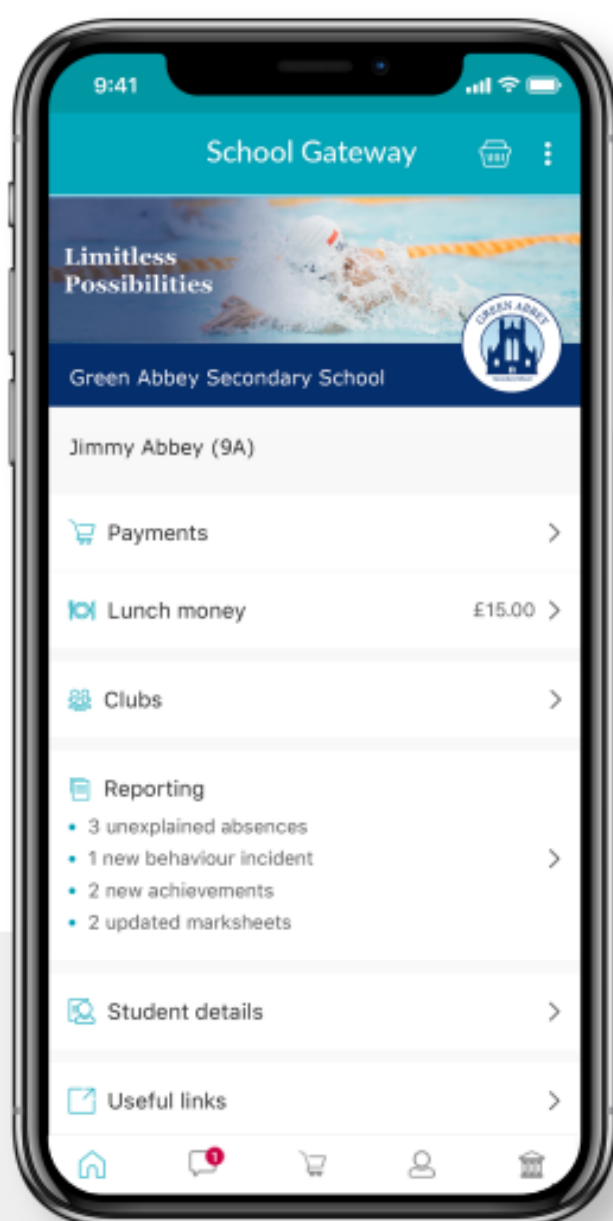 9:41
School Gateway
Limitless
Possibilities
GREEN ABBEY
Green Abbey Secondary School
Jimmy Abbey (9A)
Payments
Lunch money £15.00
Clubs
Reporting
• 3 unexplained absences
• 1 new behaviour incident
• 2 new achievements
• 2 updated marksheets
Student details
Useful links
1